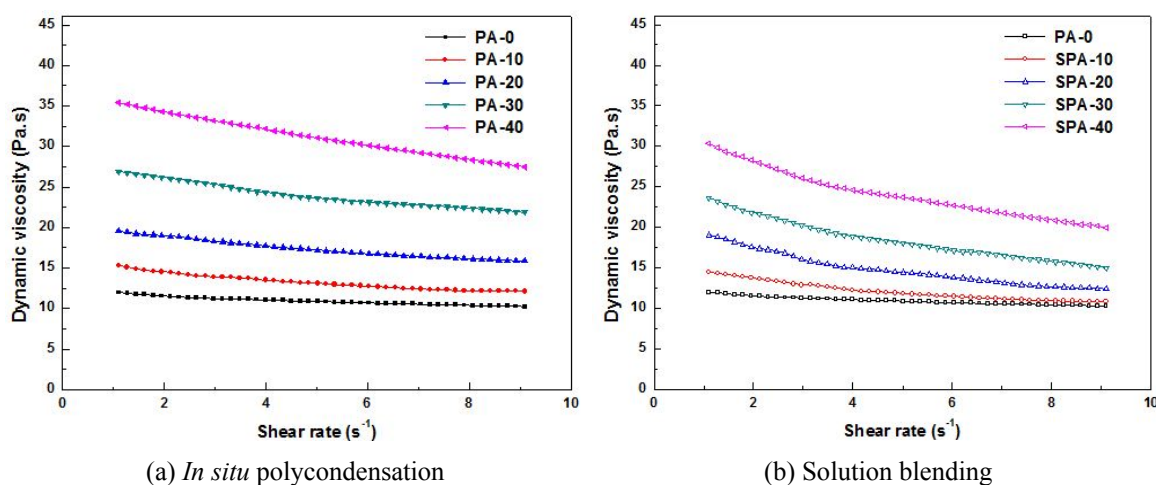 45
40
35
30
25
20
15
10
5
0
Dynamic viscosity (Pa.s)
PA-0
PA-10
PA-20
PA-30
PA-40
0 2 4 6 8 10
Shear rate (s⁻¹)
(a) In situ polycondensation
45
40
35
30
25
20
15
10
5
0
Dynamic viscosity (Pa.s)
PA-0
SPA-10
SPA-20
SPA-30
SPA-40
0 2 4 6 8 10
Shear rate (s⁻¹)
(b) Solution blending